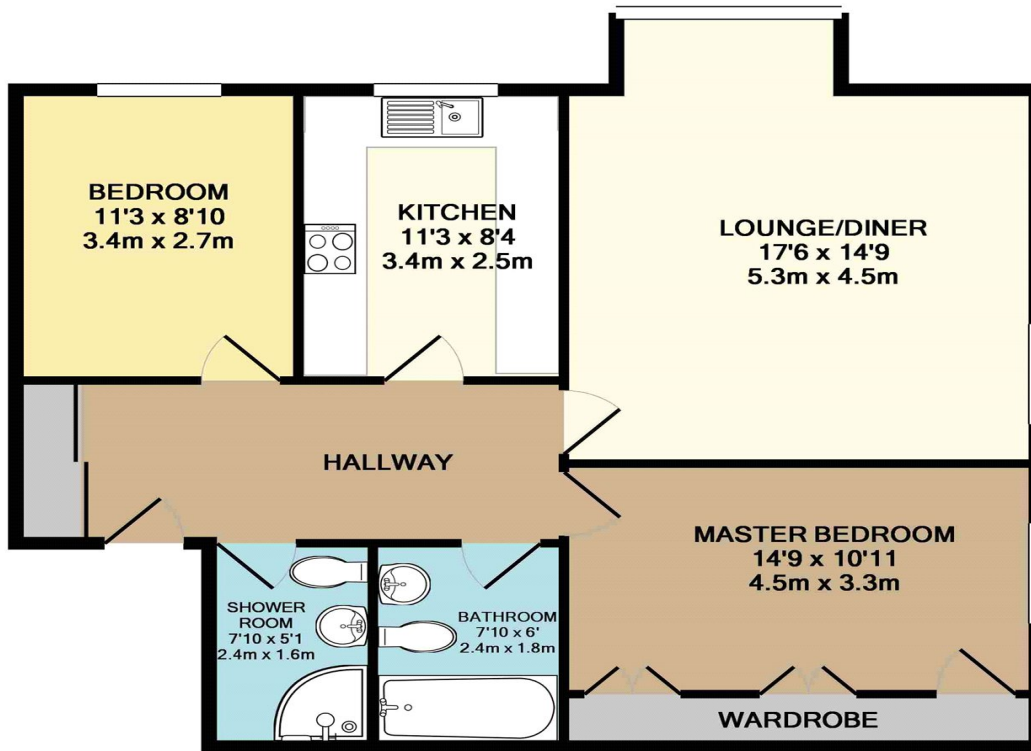 BEDROOM
11'3 x 8'10
3.4m x 2.7m
KITCHEN
11'3 x 8'4
3.4m x 2.5m
LOUNGE/DINER
17'6 x 14'9
5.3m x 4.5m
HALLWAY
MASTER BEDROOM
14'9 x 10'11
4.5m x 3.3m
SHOWER
ROOM
7'10 x 5'1
2.4m x 1.6m
BATHROOM
7'10 x 6'
2.4m x 1.8m
WARDROBE